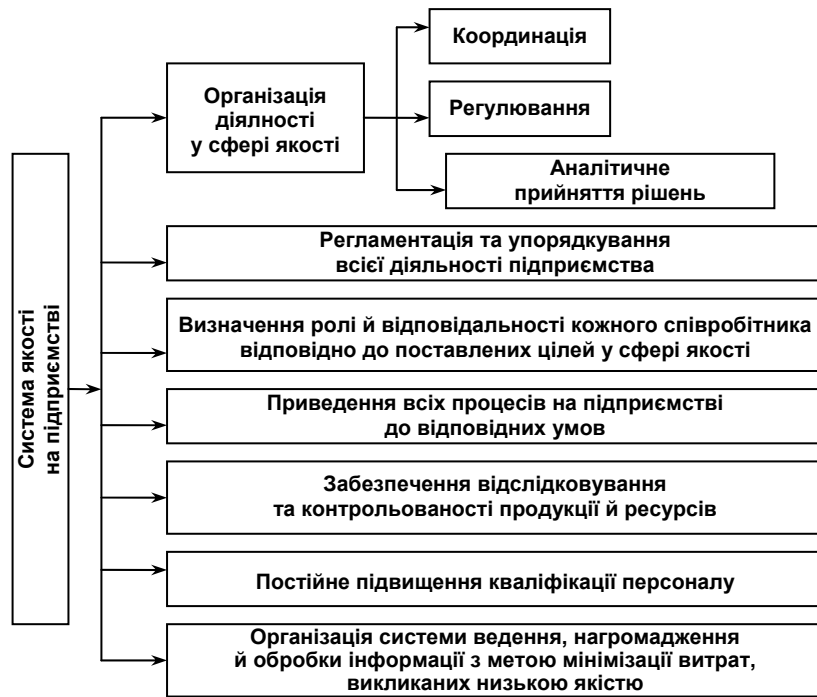 Система якості
на підприємстві
Організація
діялності
у сфері якості
Координація
Регулювання
Аналітичне
прийняття рішень
Регламентація та упорядкування
всієї діяльності підприємства
Визначення ролі й відповідальності кожного співробітника
відповідно до поставлених цілей у сфері якості
Приведення всіх процесів на підприємстві
до відповідних умов
Забезпечення відслідковування
та контрольованості продукції й ресурсів
Постійне підвищення кваліфікації персоналу
Організація системи ведення, нагромадження
й обробки інформації з метою мінімізації витрат,
викликаних низькою якістю